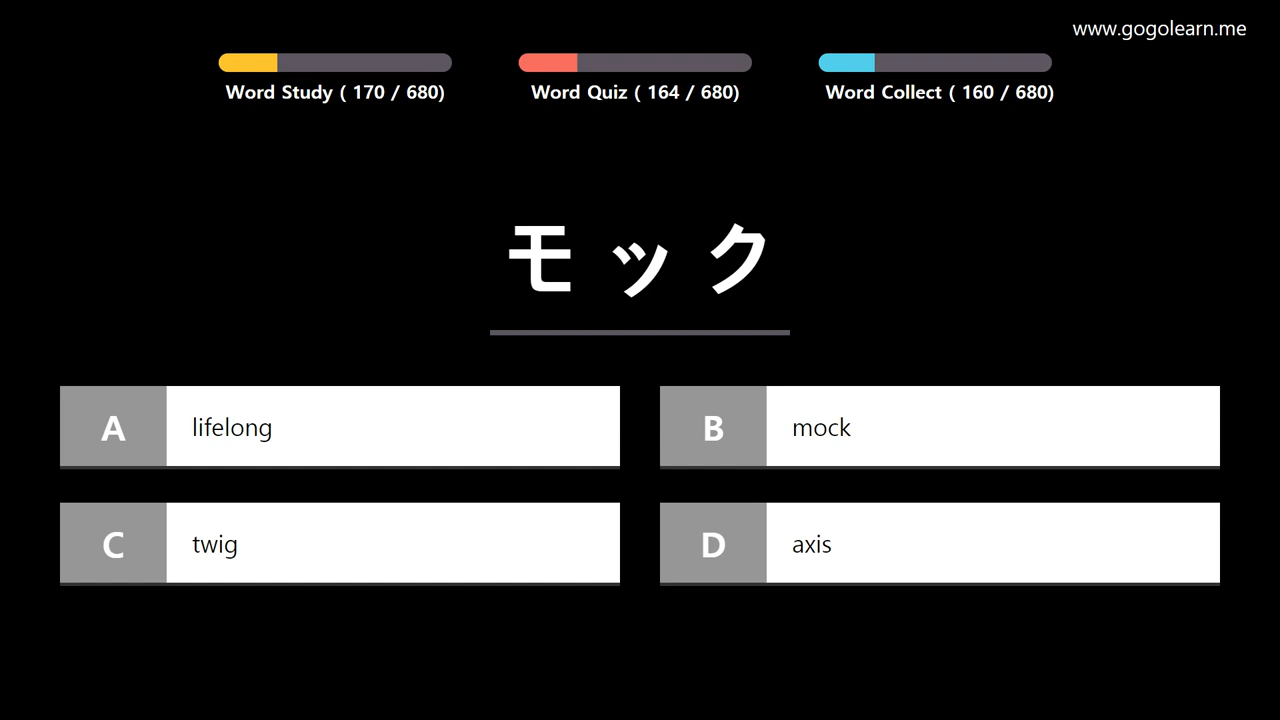 www.gogolearn.me
Word Study ( 170 / 680)
Word Quiz ( 164 / 680)
Word Collect ( 160 / 680)
モック
A lifelong
B mock
C twig
D axis